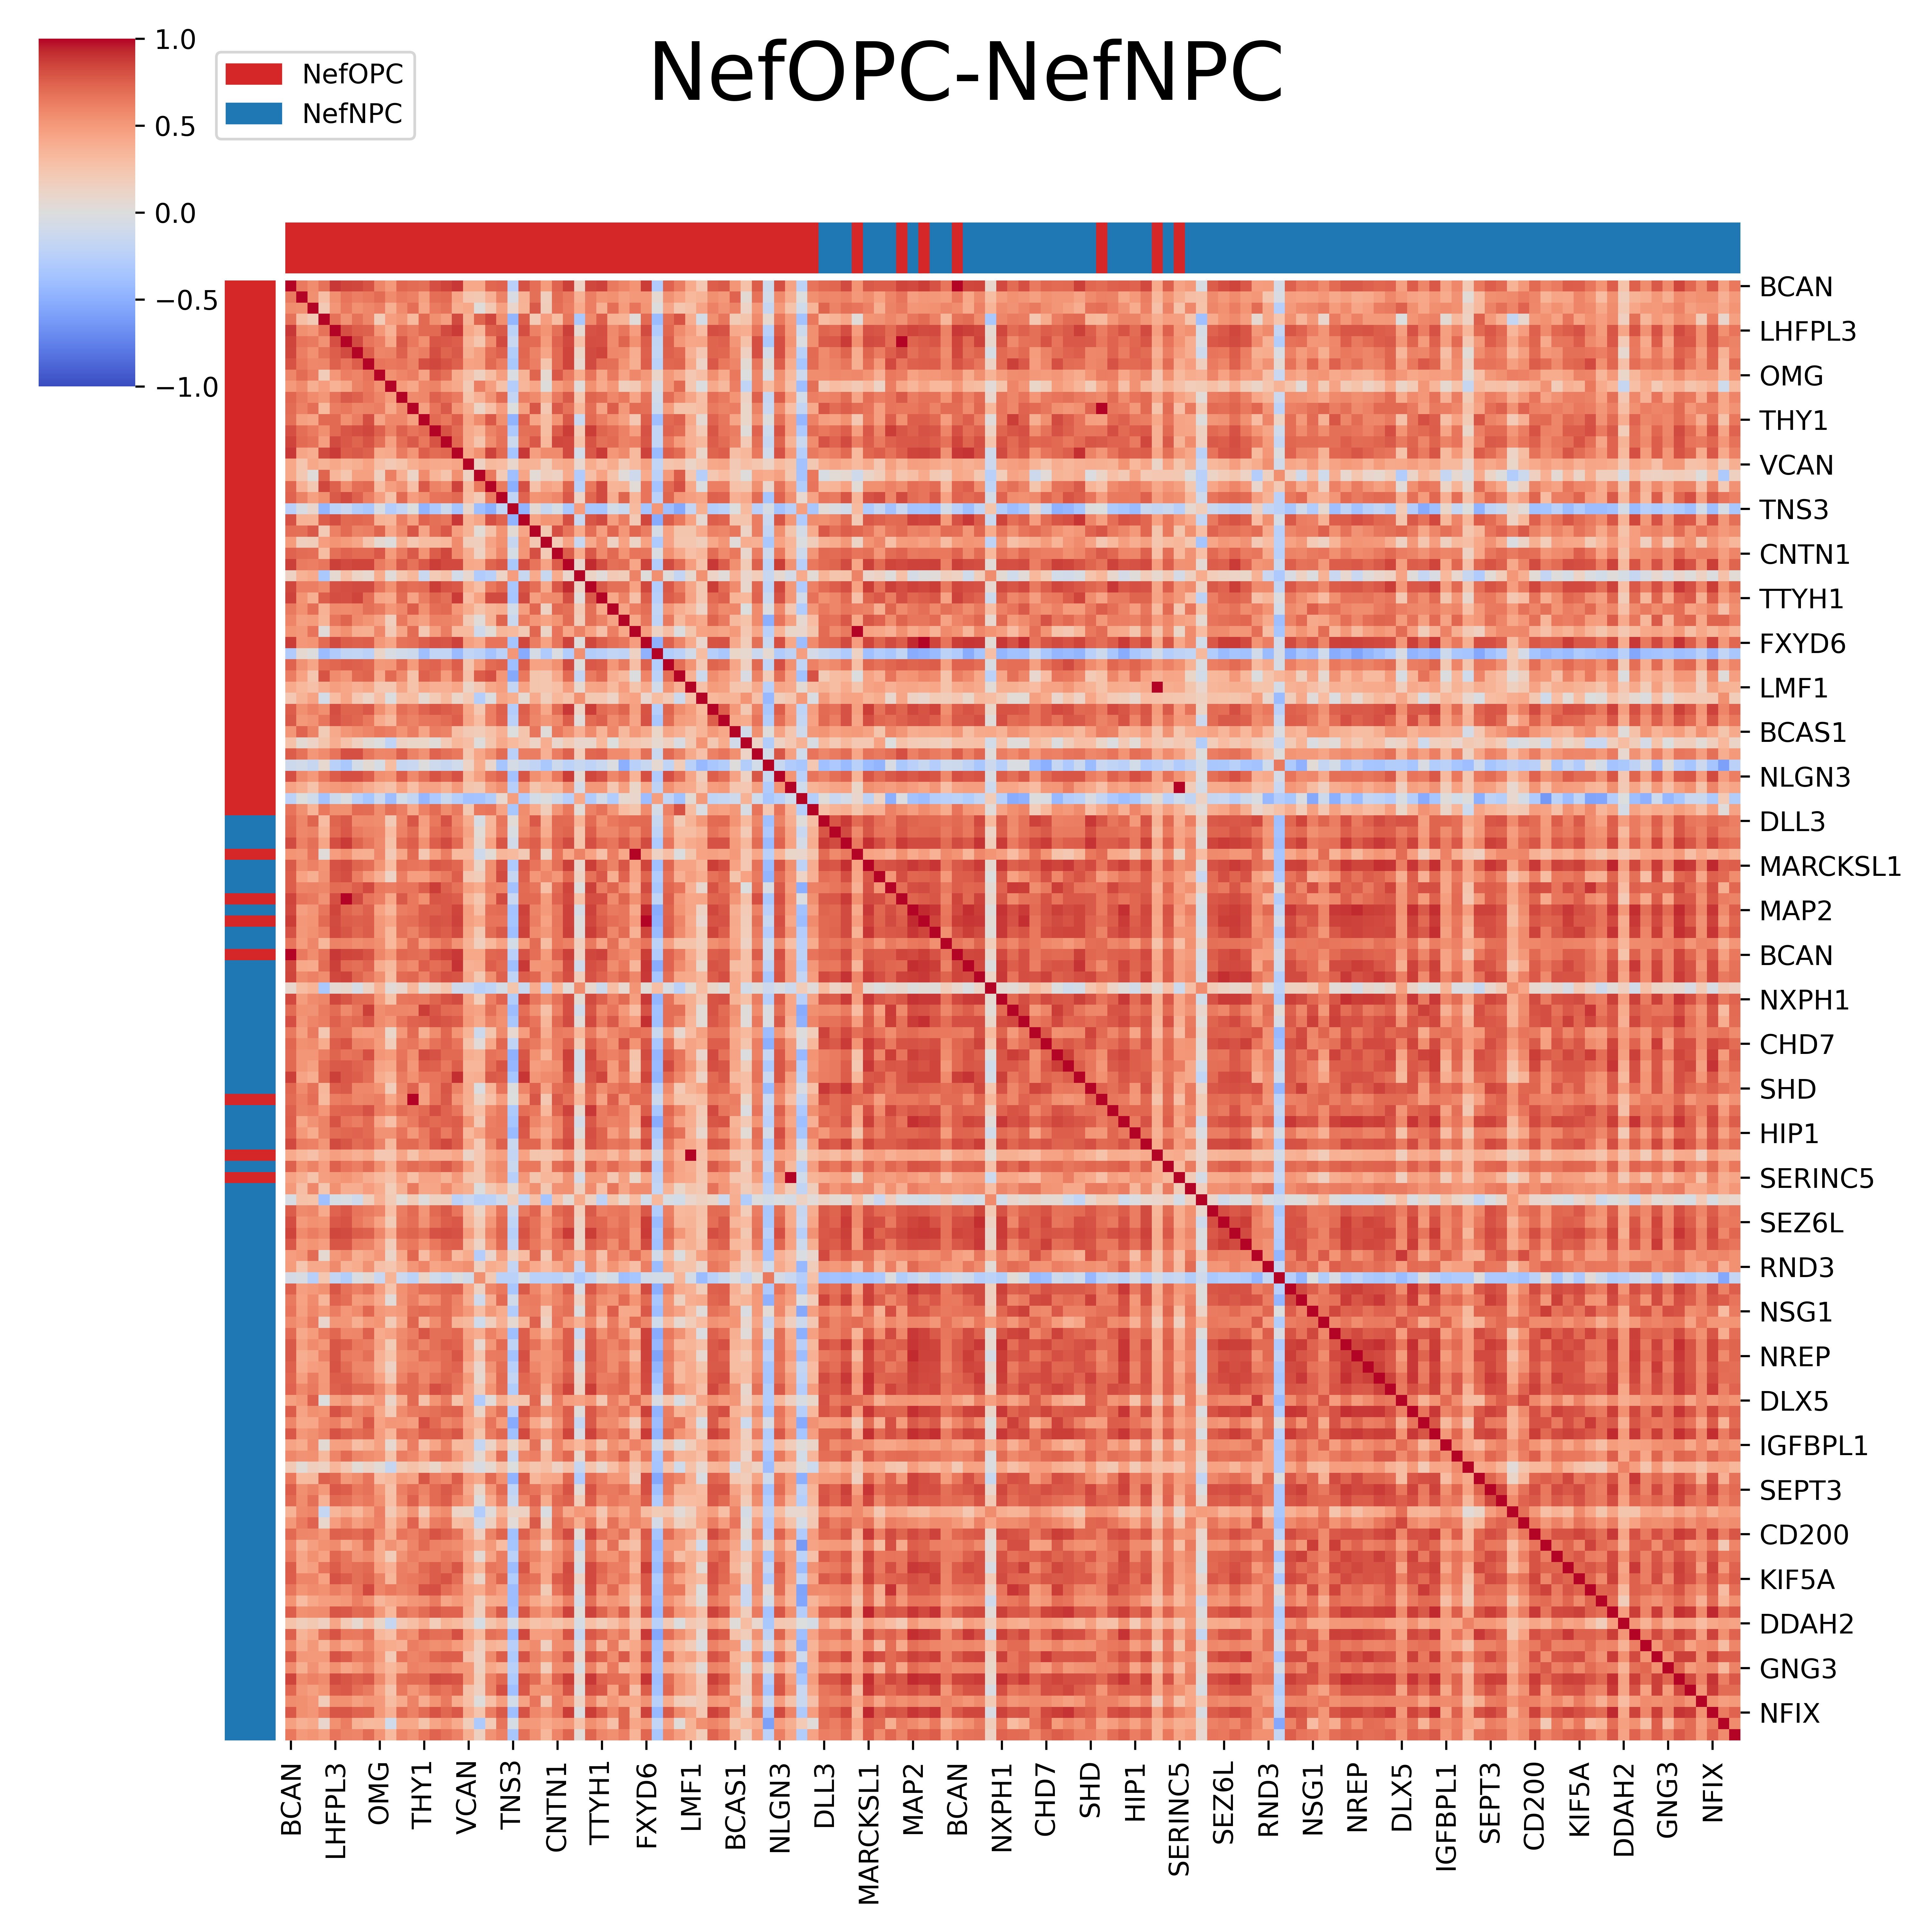 NefOPC-NefNPC
1.0
0.5
0.0
−0.5
−1.0
NefOPC
NefNPC
BCAN
LHFPL3
OMG
THY1
VCAN
TNS3
CNTN1
TTYH1
FXYD6
LMF1
BCAS1
NLGN3
DLL3
MARCKSL1
MAP2
BCAN
NXPH1
CHD7
SHD
HIP1
SERINC5
SEZ6L
RND3
NSG1
NREP
DLX5
IGFBPL1
SEPT3
CD200
KIF5A
DDAH2
GNG3
NFIX
BCAN
LHFPL3
OMG
THY1
VCAN
TNS3
CNTN1
TTYH1
FXYD6
LMF1
BCAS1
NLGN3
DLL3
MARCKSL1
MAP2
BCAN
NXPH1
CHD7
SHD
HIP1
SERINC5
SEZ6L
RND3
NSG1
NREP
DLX5
IGFBPL1
SEPT3
CD200
KIF5A
DDAH2
GNG3
NFIX